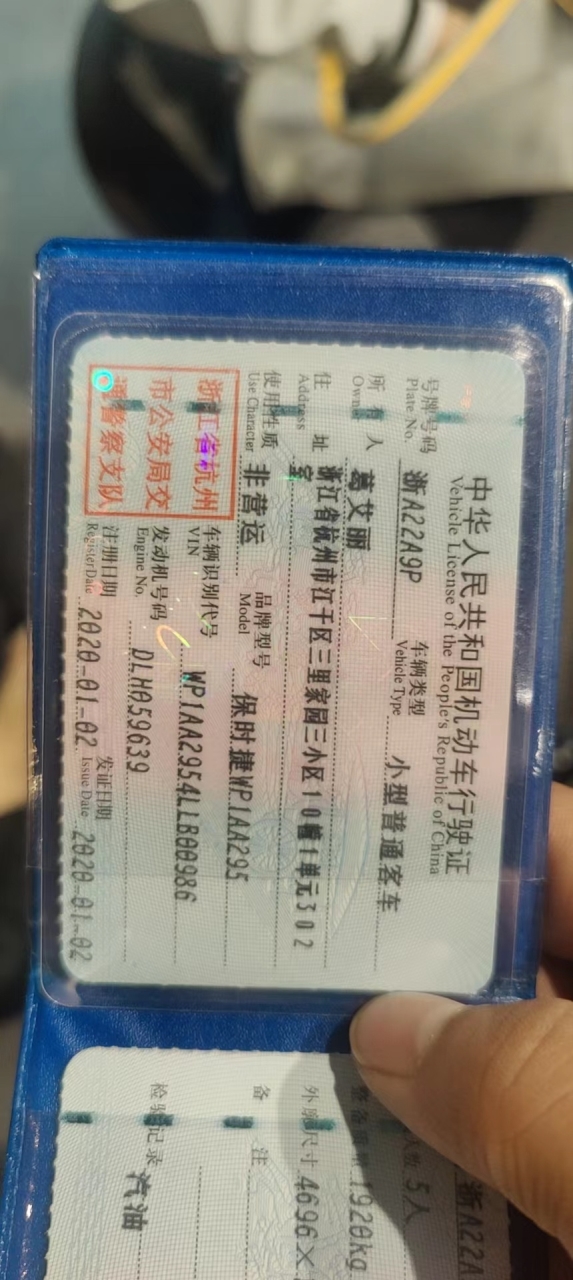 中华人民共和国机动车行驶证
Vehicle License of the People's Republic of China
号牌号码 浙A22A9P 车辆类型 小型普通客车
Plate No. Vehicle Type
所有人 葛艾丽
Owner
住址 浙江省杭州市江干区三里家园三小区10幢1单元302
Address 室
使用性质 非营运 品牌型号 保时捷WP1AA295
Use Character Model
浙江省杭州
市公安局交
通警察支队
车辆识别代号 WP1AA2954LLB00986
VIN
发动机号码 DLH059639
Engine No.
注册日期 2020-01-02 发证日期 2020-01-02
Register Date Issue Date
浙A22A
人数 5人
整备质量 1920kg
外廓尺寸 4696×
备注
检验记录 汽油